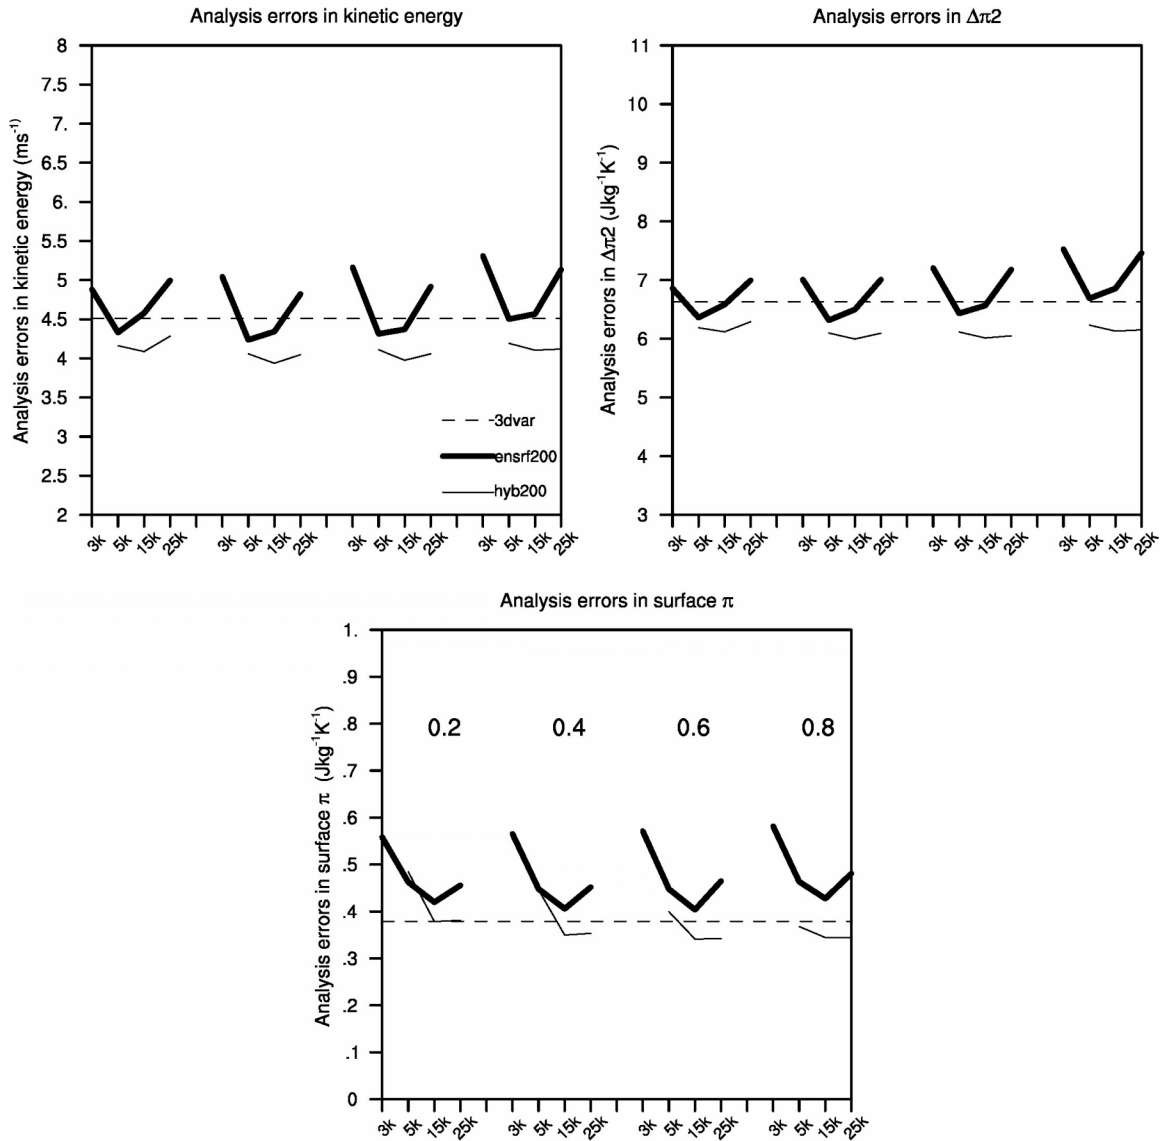 Analysis errors in kinetic energy
Analysis errors in kinetic energy (ms⁻¹)
8
7.5
7.
6.5
6.
5.5
5
4.5
4
3.5
3
2.5
2
3dvar
ensrf200
hyb200
3k 5k 15k 25k 3k 5k 15k 25k 3k 5k 15k 25k 3k 5k 15k 25k
Analysis errors in Δπ2
Analysis errors in Δπ2 (Jkg⁻¹K⁻¹)
11
10
9
8
7
6
5
4
3
3k 5k 15k 25k 3k 5k 15k 25k 3k 5k 15k 25k 3k 5k 15k 25k
Analysis errors in surface π
Analysis errors in surface π (Jkg⁻¹K⁻¹)
1.
.9
.8
.7
.6
.5
.4
.3
.2
.1
0
0.2 0.4 0.6 0.8
3k 5k 15k 25k 3k 5k 15k 25k 3k 5k 15k 25k 3k 5k 15k 25k